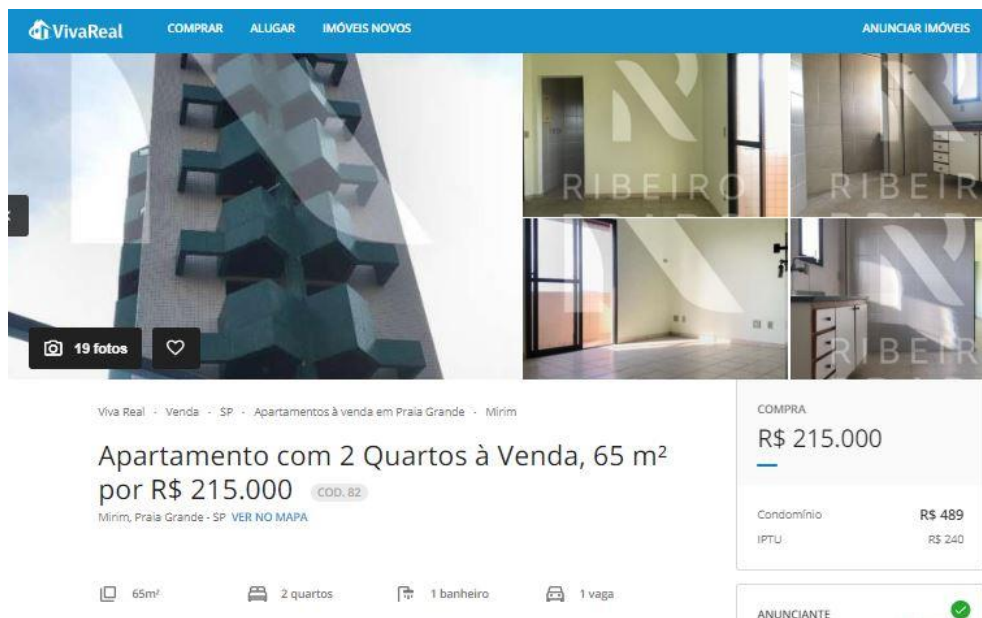 VivaReal COMPRAR ALUGAR IMÓVEIS NOVOS ANUNCIAR IMÓVEIS
RIBEIRO
RIBEIR
RIBEIR
19 fotos
Viva Real · Venda · SP · Apartamentos à venda em Praia Grande · Mirim
Apartamento com 2 Quartos à Venda, 65 m²
por R$ 215.000 COD. 82
Mirim, Praia Grande - SP VER NO MAPA
65m² 2 quartos 1 banheiro 1 vaga
COMPRA
R$ 215.000
Condomínio R$ 489
IPTU R$ 240
ANUNCIANTE